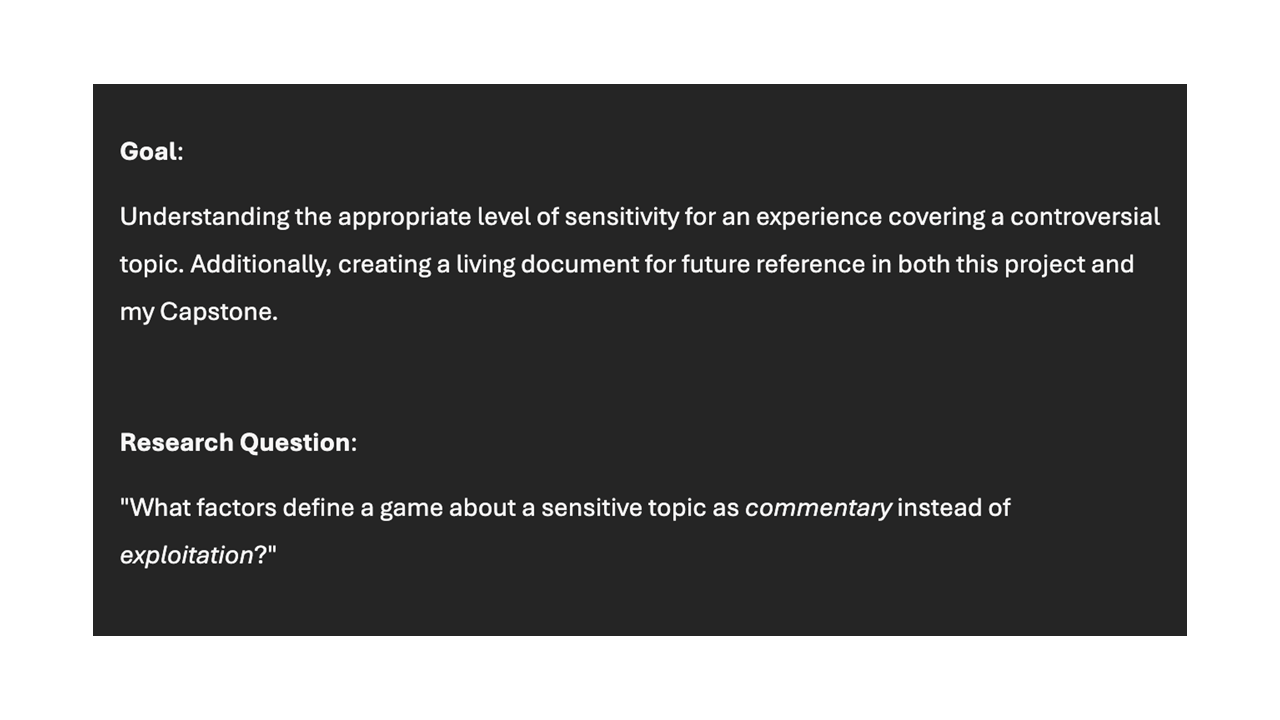 Goal:
Understanding the appropriate level of sensitivity for an experience covering a controversial
topic. Additionally, creating a living document for future reference in both this project and
my Capstone.
Research Question:
"What factors define a game about a sensitive topic as commentary instead of
exploitation?"